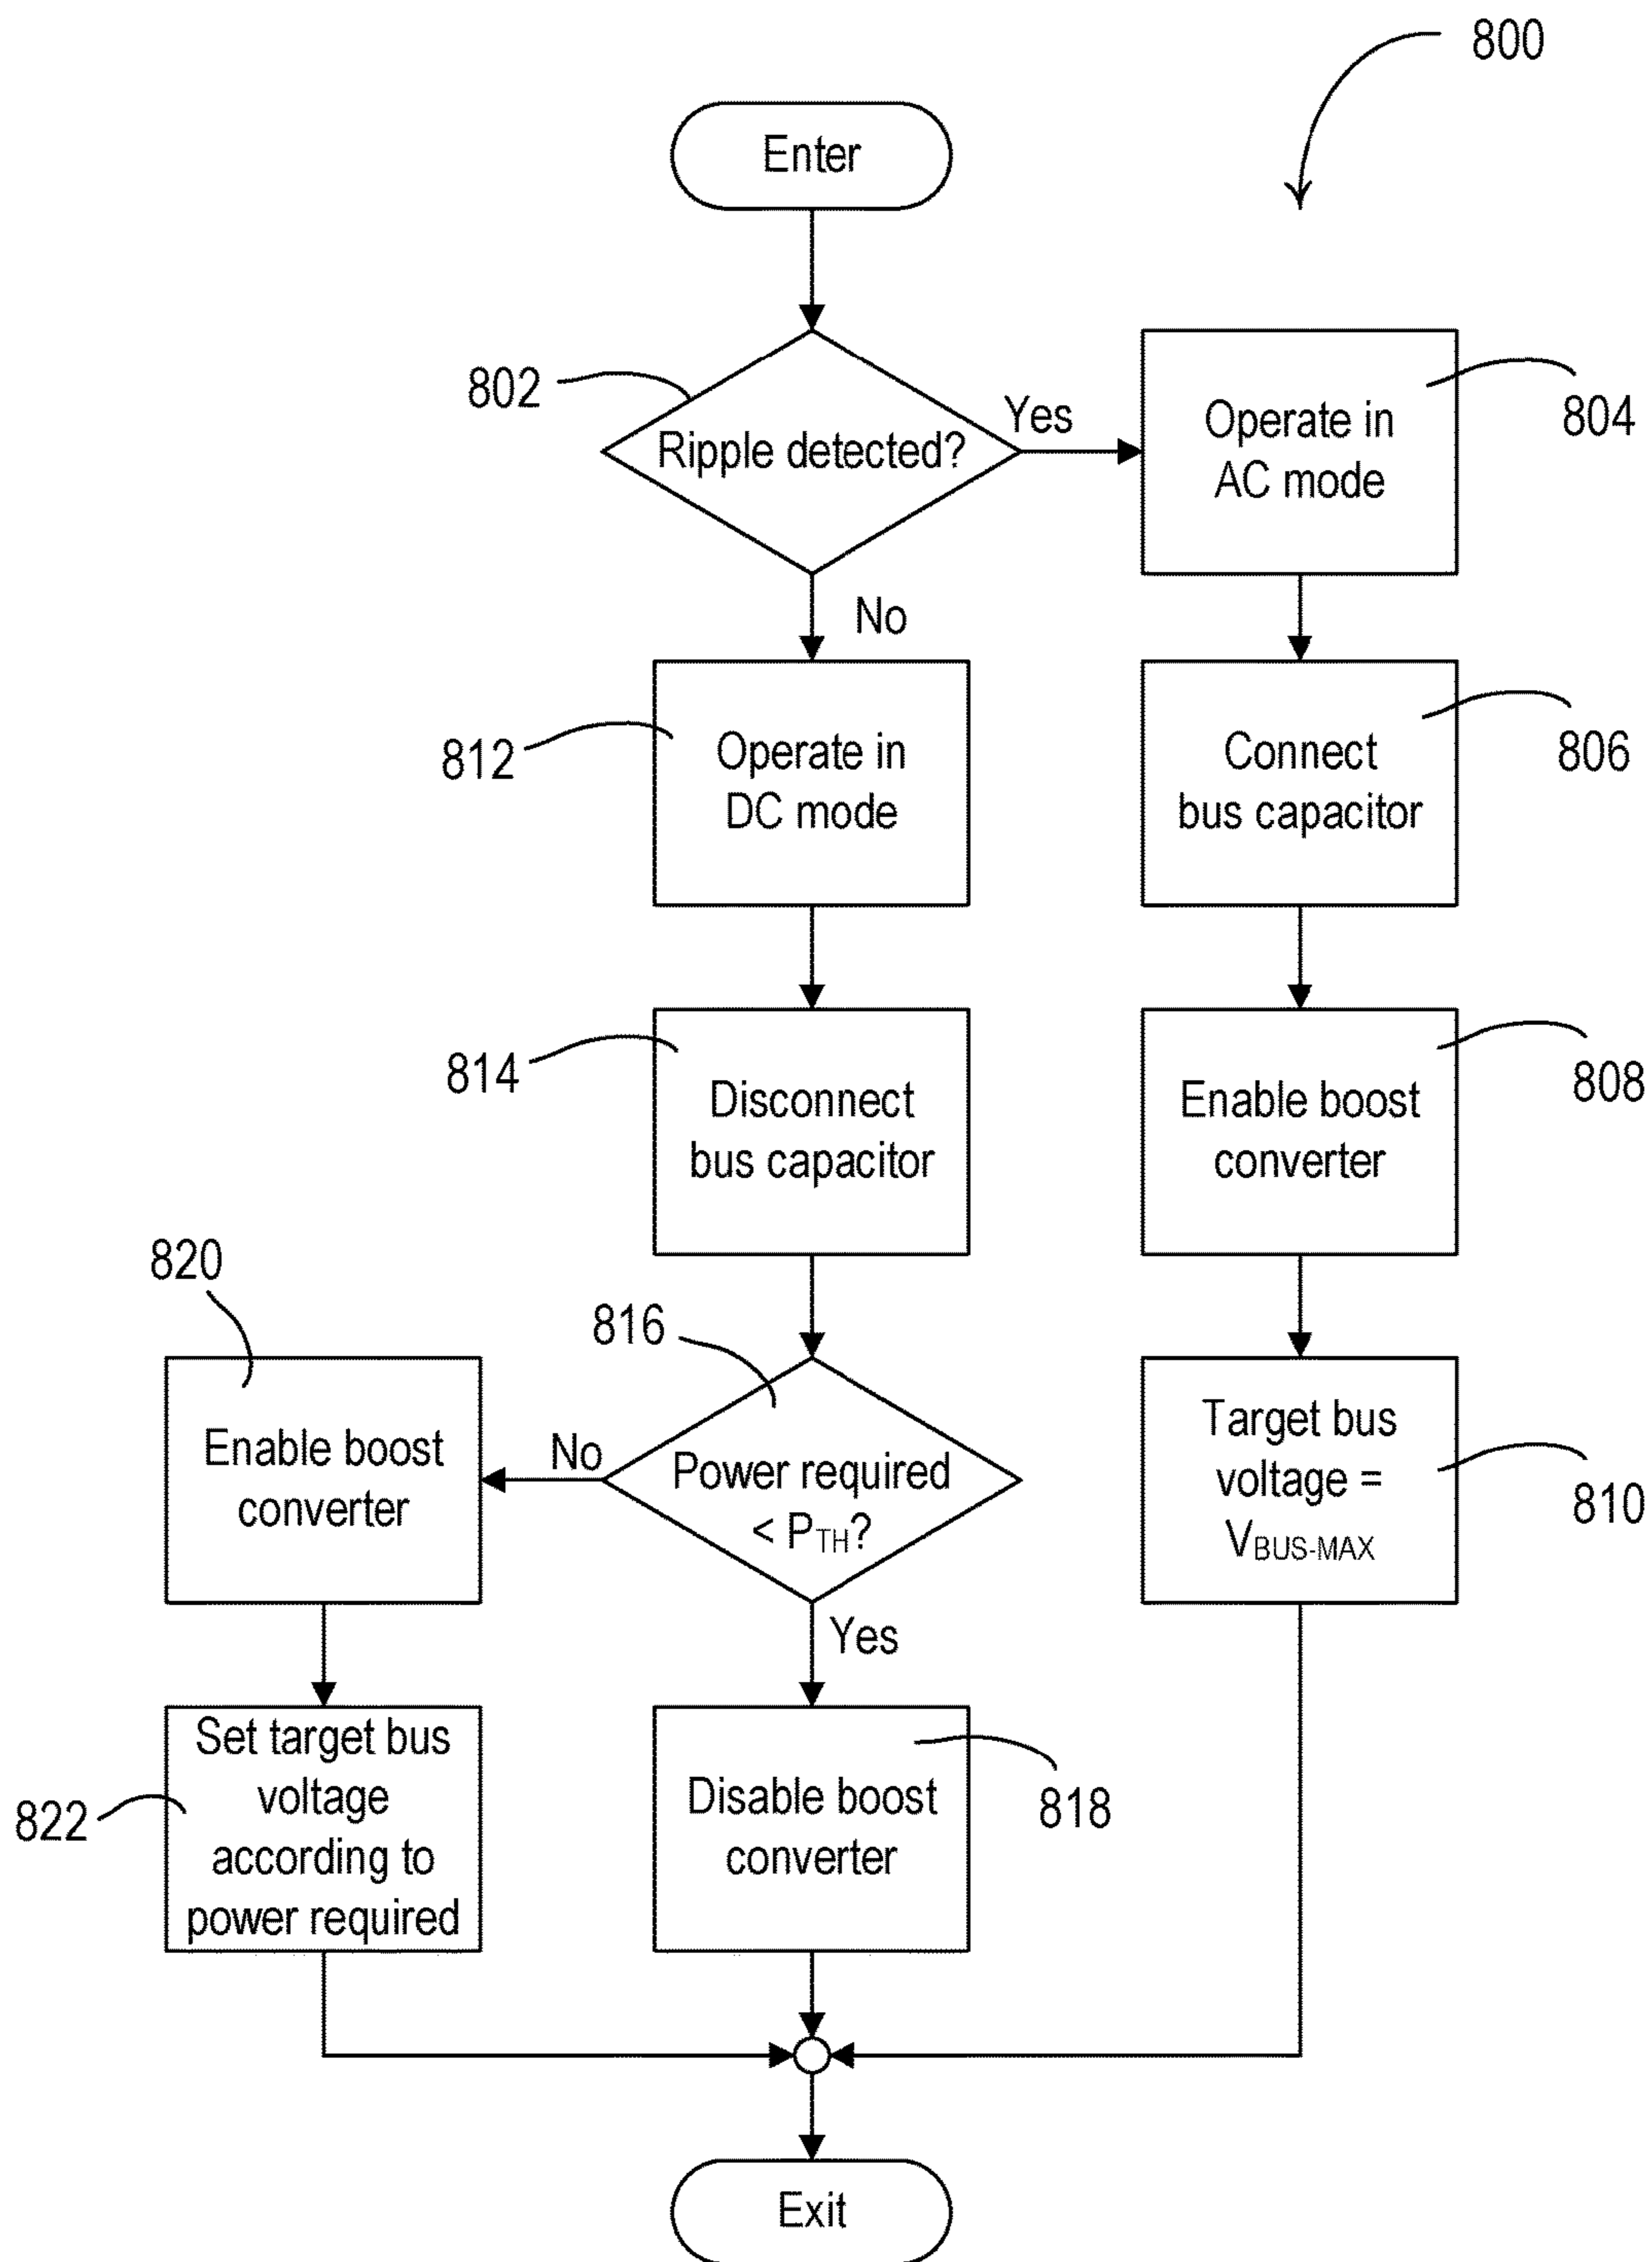 800
Enter
802
Ripple detected?
Yes
Operate in
AC mode
804
No
812
Operate in
DC mode
Connect
bus capacitor
806
814
Disconnect
bus capacitor
Enable boost
converter
808
820
816
Enable boost
converter
No
Power required
< PTH?
Target bus
voltage =
VBUS-MAX
810
Yes
822
Set target bus
voltage
according to
power required
Disable boost
converter
818
Exit